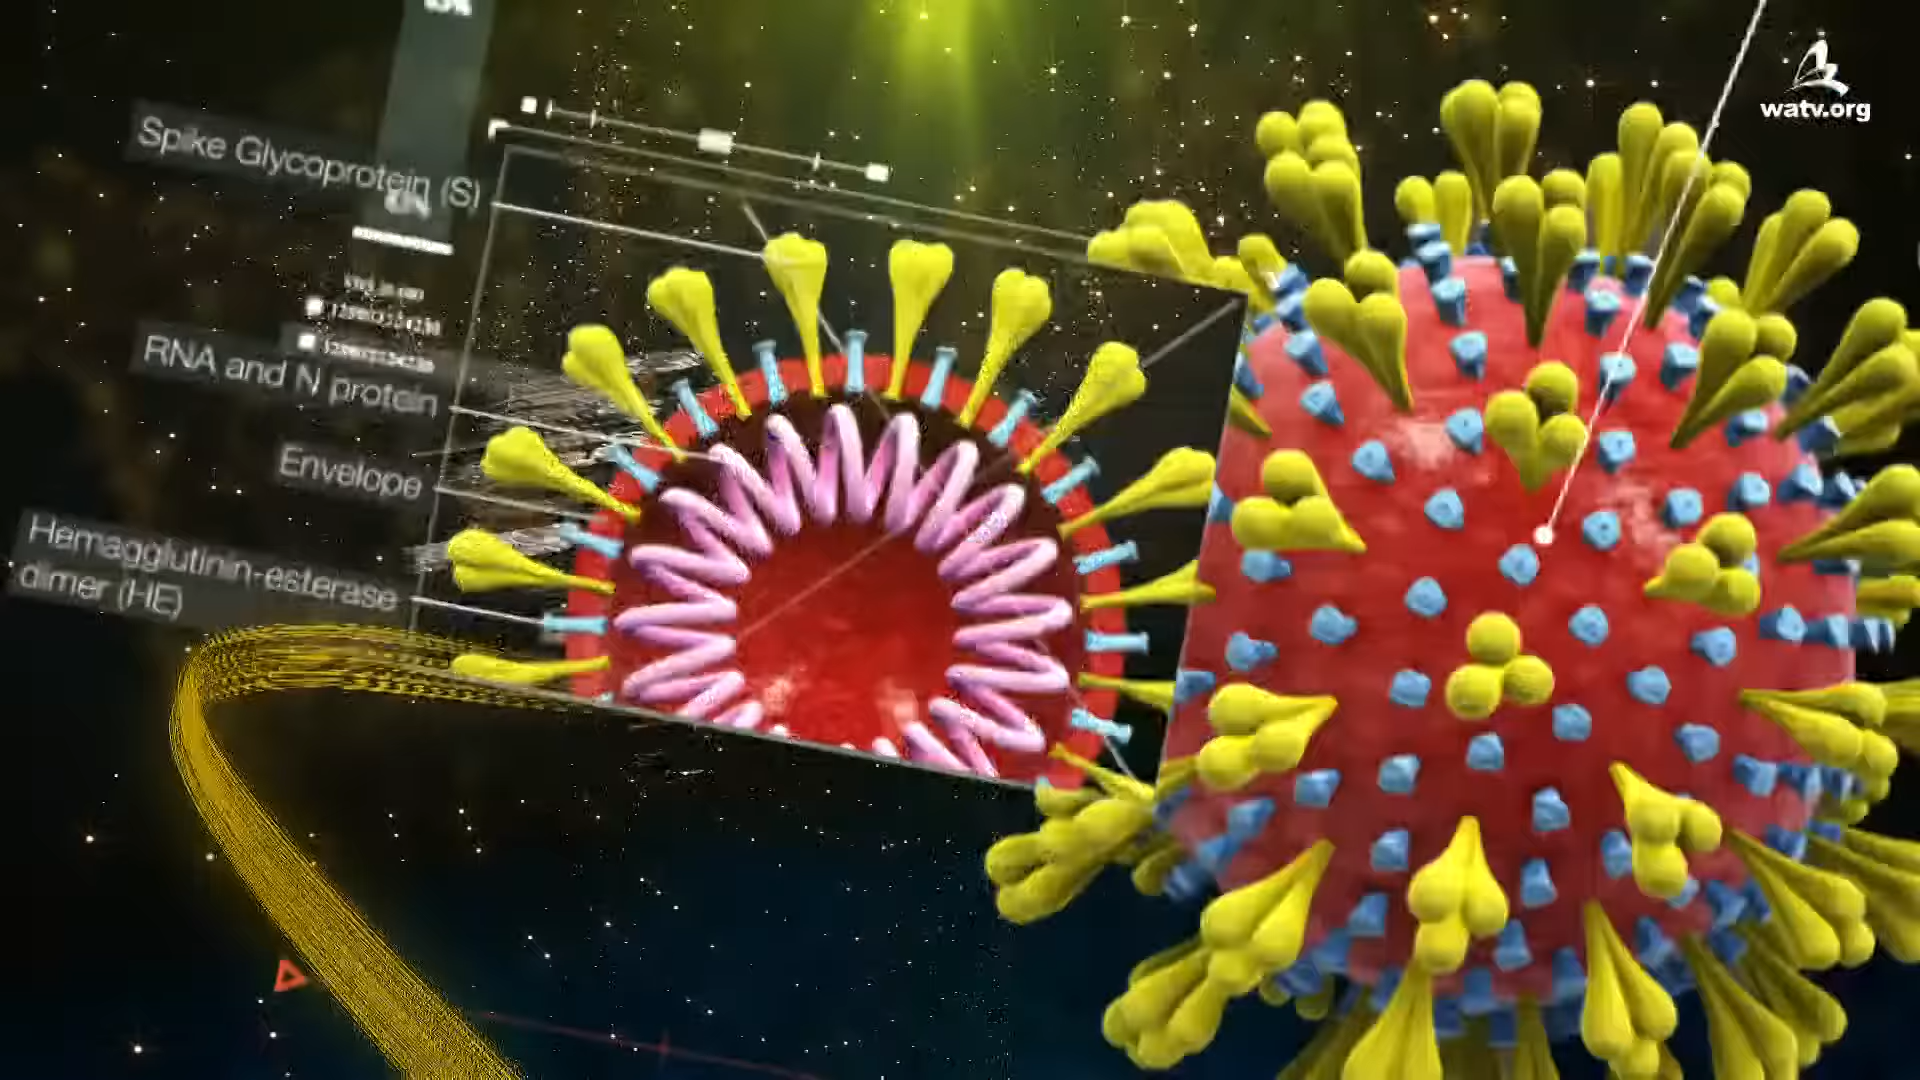 watv.org
Spike Glycoprotein (S)
RNA and N protein
Envelope
Hemagglutinin-esterase
dimer (HE)